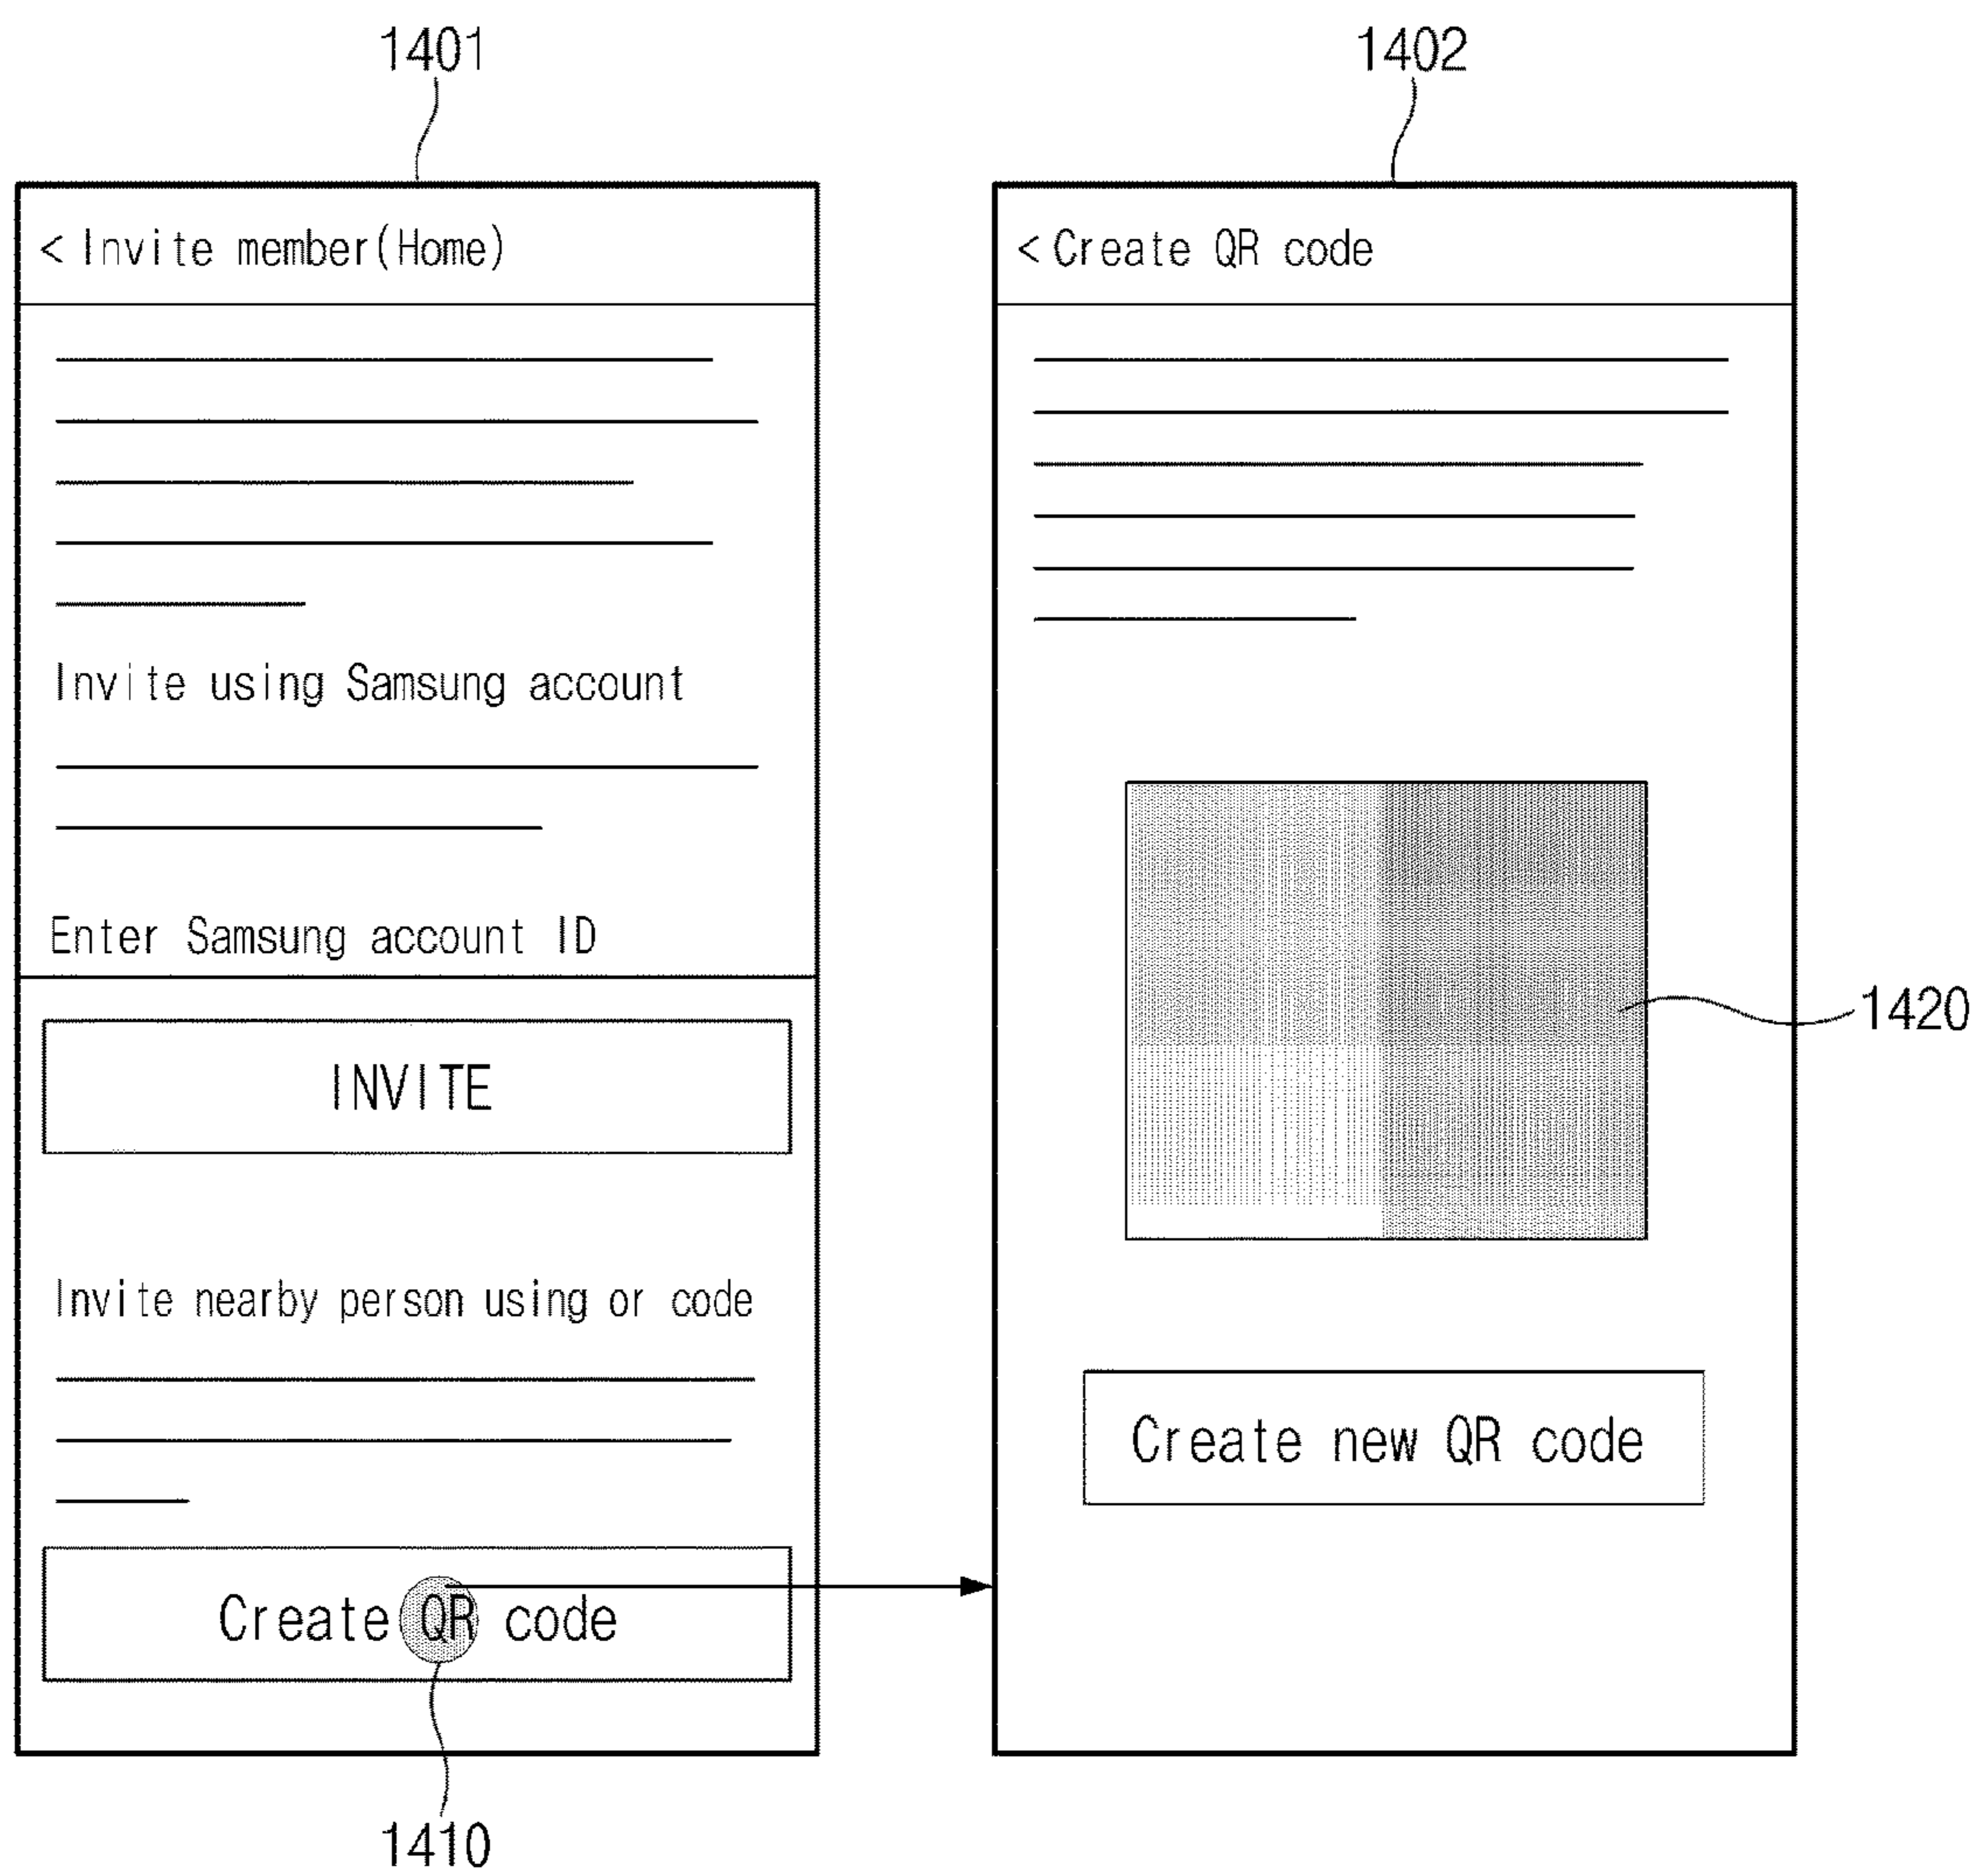 1401
1402
< Invite member(Home)
Invite using Samsung account
Enter Samsung account ID
INVITE
Invite nearby person using or code
Create QR code
1410
< Create QR code
1420
Create new QR code